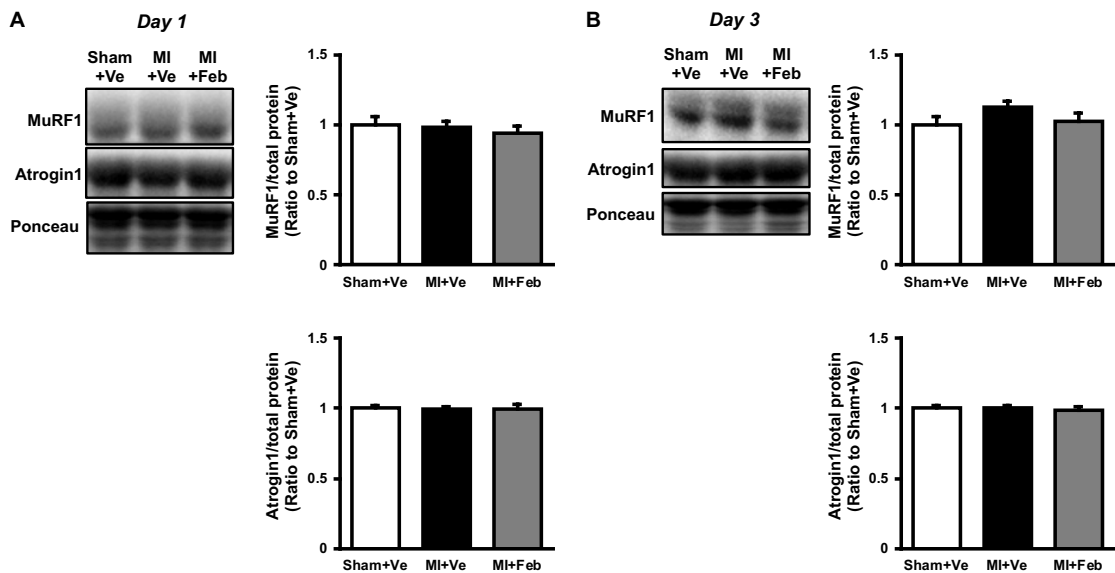 A
Day 1
Sham
+Ve
MI
+Ve
MI
+Feb
MuRF1
Atrogin1
Ponceau
MuRF1/total protein
(Ratio to Sham+Ve)
1.5
1
0.5
0
Sham+Ve
MI+Ve
MI+Feb
Atrogin1/total protein
(Ratio to Sham+Ve)
1.5
1
0.5
0
Sham+Ve
MI+Ve
MI+Feb
B
Day 3
Sham
+Ve
MI
+Ve
MI
+Feb
MuRF1
Atrogin1
Ponceau
MuRF1/total protein
(Ratio to Sham+Ve)
1.5
1
0.5
0
Sham+Ve
MI+Ve
MI+Feb
Atrogin1/total protein
(Ratio to Sham+Ve)
1.5
1
0.5
0
Sham+Ve
MI+Ve
MI+Feb